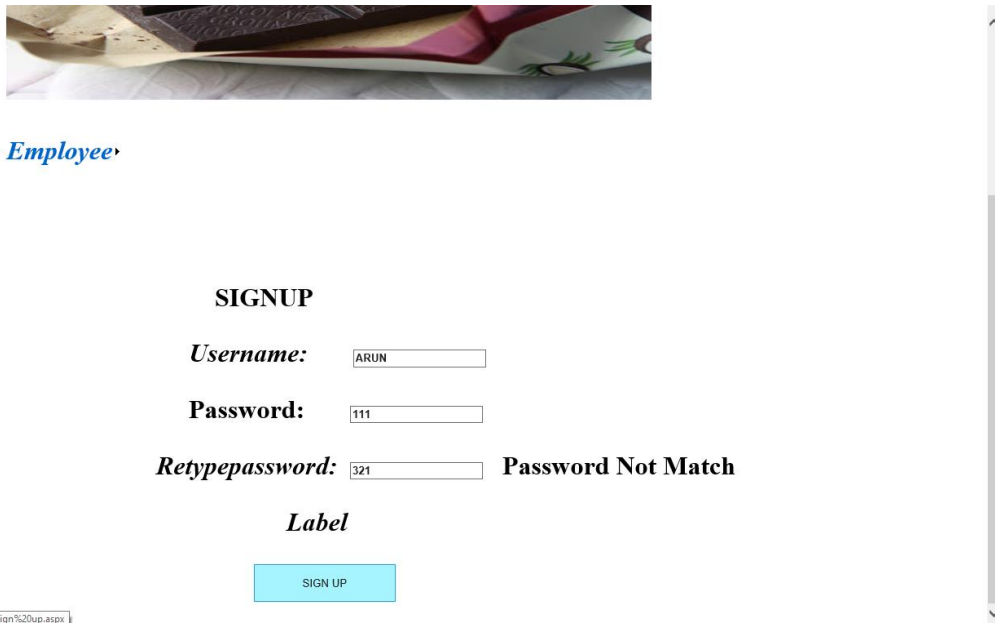 Employee
SIGNUP
Username: ARUN
Password: 111
Retypepassword: 321 Password Not Match
Label
SIGN UP
ign%20up.aspx